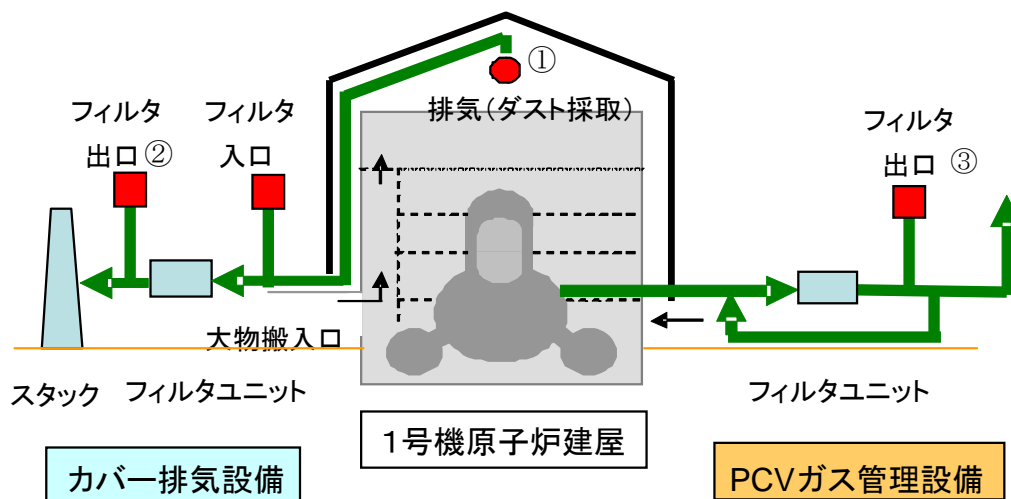 ①
排気(ダスト採取)
フィルタ
出口②
フィルタ
入口
フィルタ
出口 ③
大物搬入口
スタック
フィルタユニット
フィルタユニット
1号機原子炉建屋
カバー排気設備
PCVガス管理設備